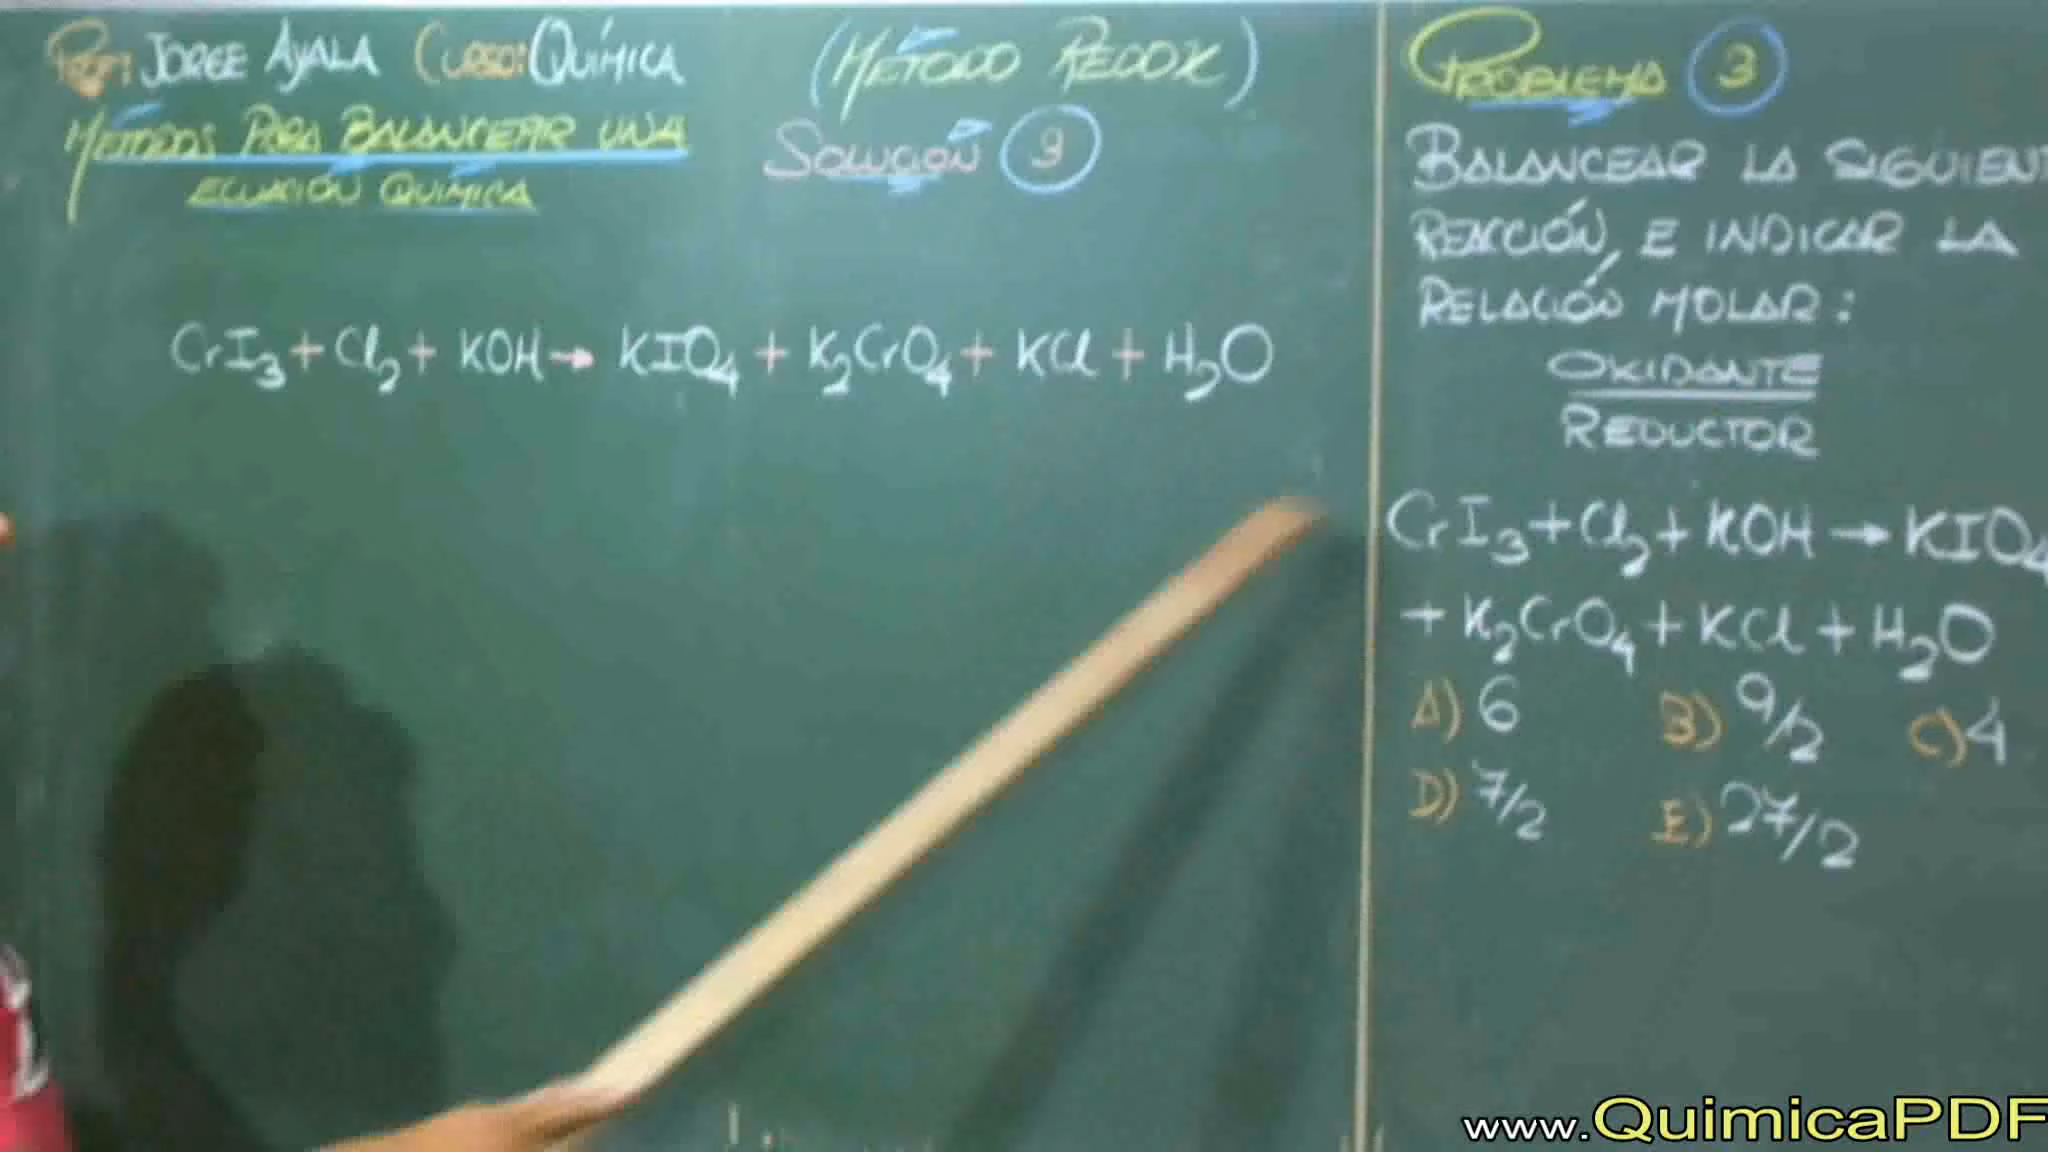 Prof: JORGE AYALA CURSO: QUÍMICA
MÉTODOS PARA BALANCEAR UNA
ECUACIÓN QUÍMICA
(MÉTODO REDOX)
SOLUCIÓN 3
CrI₃ + Cl₂ + KOH → KIO₄ + K₂CrO₄ + KCl + H₂O
PROBLEMA 3
BALANCEAR LA SIGUIENT
REACCIÓN, E INDICAR LA
RELACIÓN MOLAR:
OXIDANTE
REDUCTOR
CrI₃ + Cl₂ + KOH → KIO₄
+ K₂CrO₄ + KCl + H₂O
A) 6 B) 9/2 C) 4
D) 7/2 E) 27/2
www.QuimicaPDF